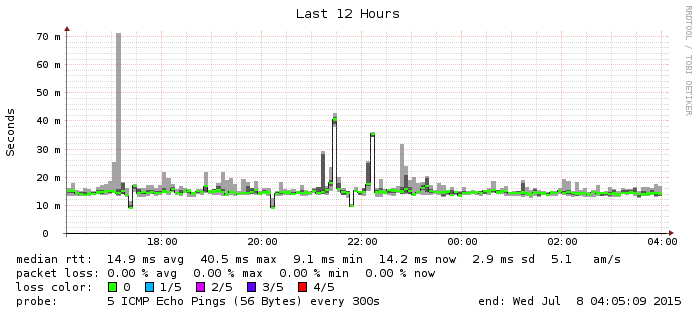 Last 12 Hours
RRDTOOL / TOBI OETIKER
Seconds
70 m
60 m
50 m
40 m
30 m
20 m
10 m
0
18:00 20:00 22:00 00:00 02:00 04:00
median rtt: 14.9 ms avg 40.5 ms max 9.1 ms min 14.2 ms now 2.9 ms sd 5.1 am/s
packet loss: 0.00 % avg 0.00 % max 0.00 % min 0.00 % now
loss color: 0 1/5 2/5 3/5 4/5
probe: 5 ICMP Echo Pings (56 Bytes) every 300s end: Wed Jul 8 04:05:09 2015